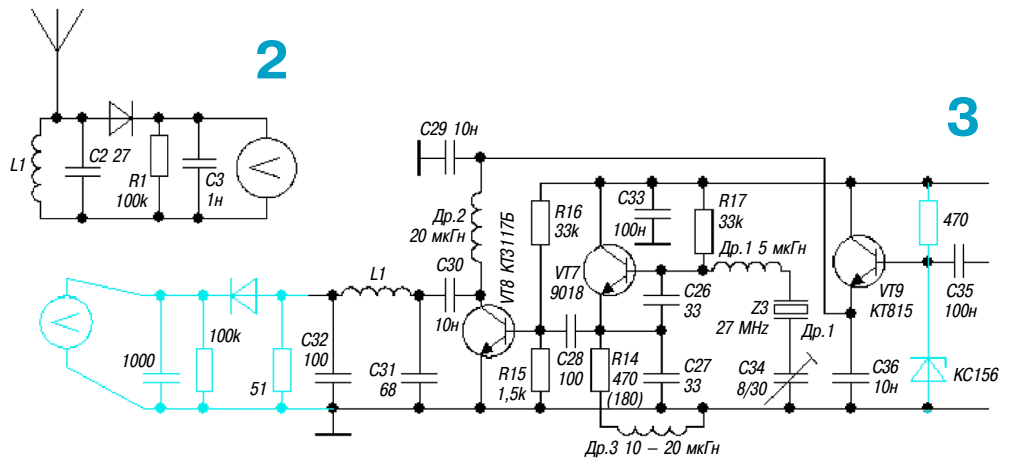 2
3
C29 10н
L1
C2 27
R1
100k
C3
1н
V
Др.2
20 мкГн
R16
33k
C33
100н
R17
33k
470
Др.1 5 мкГн
VT8 КТ3117Б
VT7
9018
VT9
КТ815
C35
100н
L1
C30
10н
C26
33
Z3
27 MHz
Др.1
V
100k
1000
51
C32
100
C31
68
R15
1,5k
C28
100
R14
470
(180)
C27
33
C34
8/30
C36
10н
КС156
Др.3 10 – 20 мкГн